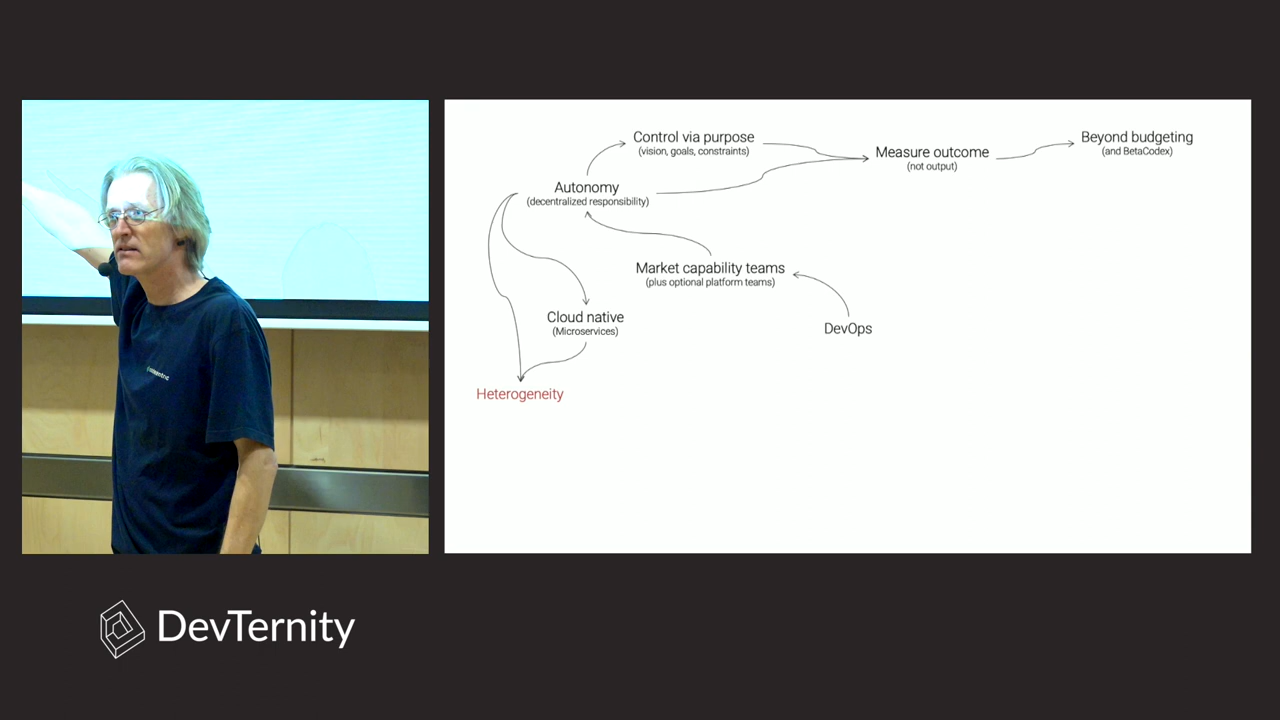 Control via purpose
(vision, goals, constraints)
Measure outcome
(not output)
Beyond budgeting
(and BetaCodex)
Autonomy
(decentralized responsibility)
Market capability teams
(plus optional platform teams)
Cloud native
(Microservices)
DevOps
Heterogeneity
DevTernity